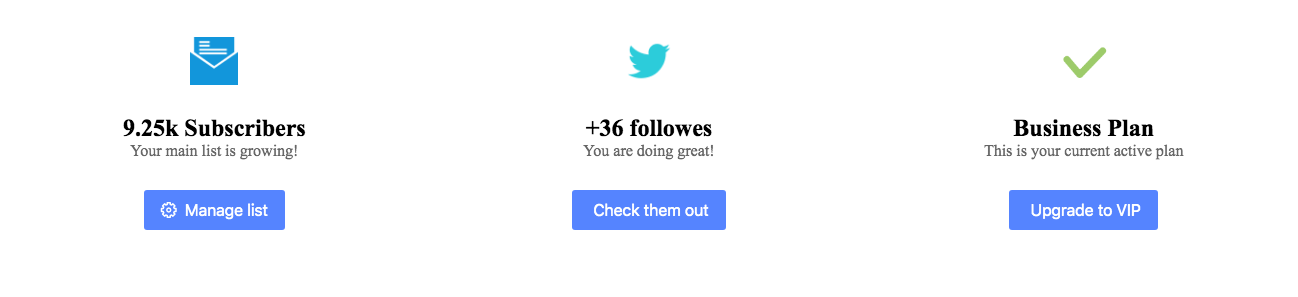 9.25k Subscribers
Your main list is growing!
Manage list
+36 followes
You are doing great!
Check them out
Business Plan
This is your current active plan
Upgrade to VIP